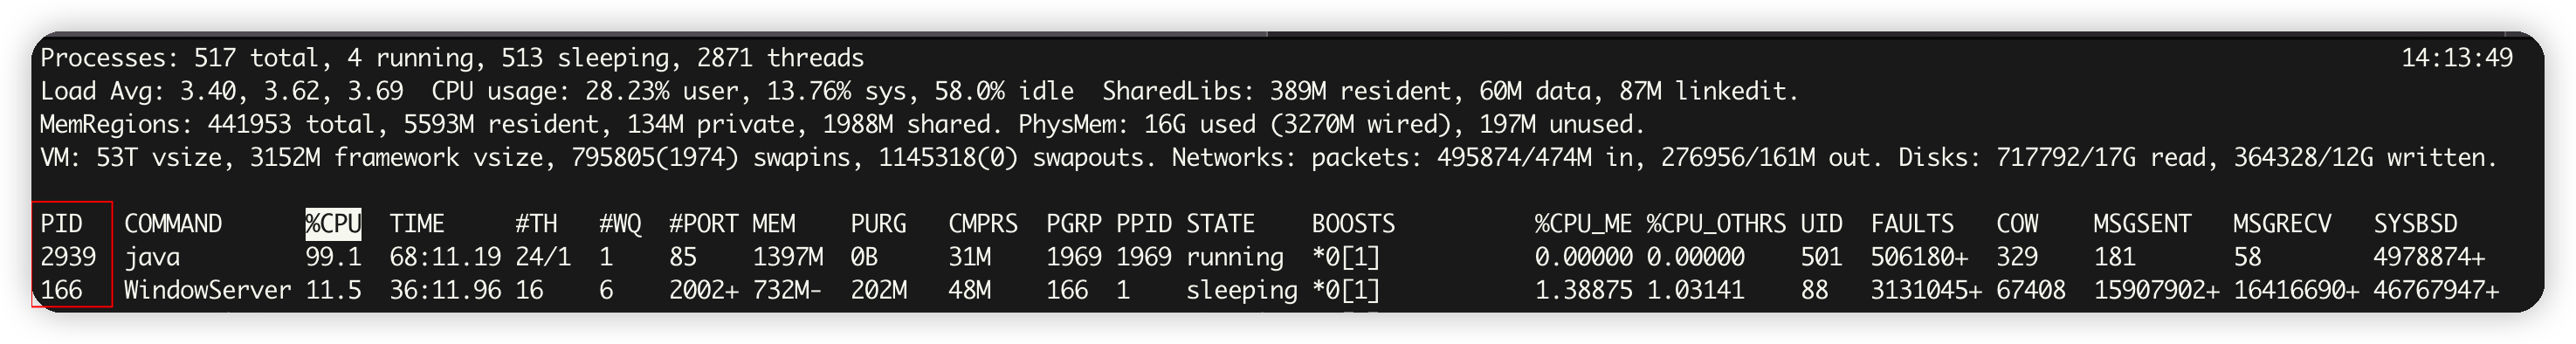 Processes: 517 total, 4 running, 513 sleeping, 2871 threads 14:13:49
Load Avg: 3.40, 3.62, 3.69 CPU usage: 28.23% user, 13.76% sys, 58.0% idle SharedLibs: 389M resident, 60M data, 87M linkedit.
MemRegions: 441953 total, 5593M resident, 134M private, 1988M shared. PhysMem: 16G used (3270M wired), 197M unused.
VM: 53T vsize, 3152M framework vsize, 795805(1974) swapins, 1145318(0) swapouts. Networks: packets: 495874/474M in, 276956/161M out. Disks: 717792/17G read, 364328/12G written.
PID COMMAND %CPU TIME #TH #WQ #PORT MEM PURG CMPRS PGRP PPID STATE BOOSTS %CPU_ME %CPU_OTHRS UID FAULTS COW MSGSENT MSGRECV SYSBSD
2939 java 99.1 68:11.19 24/1 1 85 1397M 0B 31M 1969 1969 running *0[1] 0.00000 0.00000 501 506180+ 329 181 58 4978874+
166 WindowServer 11.5 36:11.96 16 6 2002+ 732M- 202M 48M 166 1 sleeping *0[1] 1.38875 1.03141 88 3131045+ 67408 15907902+ 16416690+ 46767947+